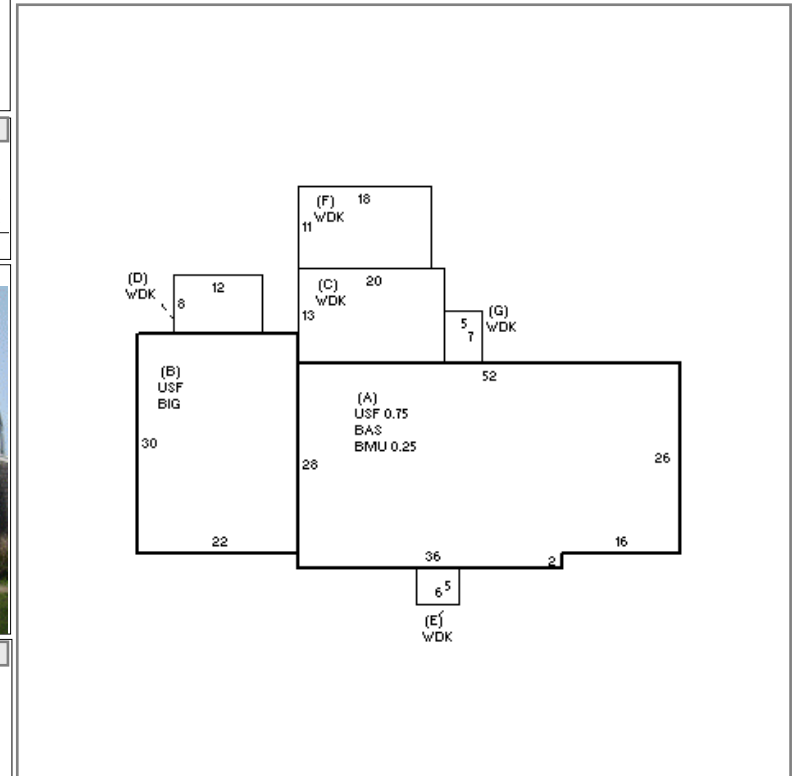 (F)
18
WDK
11
(D)
WDK
12
8
(C)
20
WDK
13
(G)
WDK
5
7
52
(B)
USF
BIG
(A)
USF 0.75
BAS
BMU 0.25
30
28
26
22
36
2
16
6 5
(E)
WDK